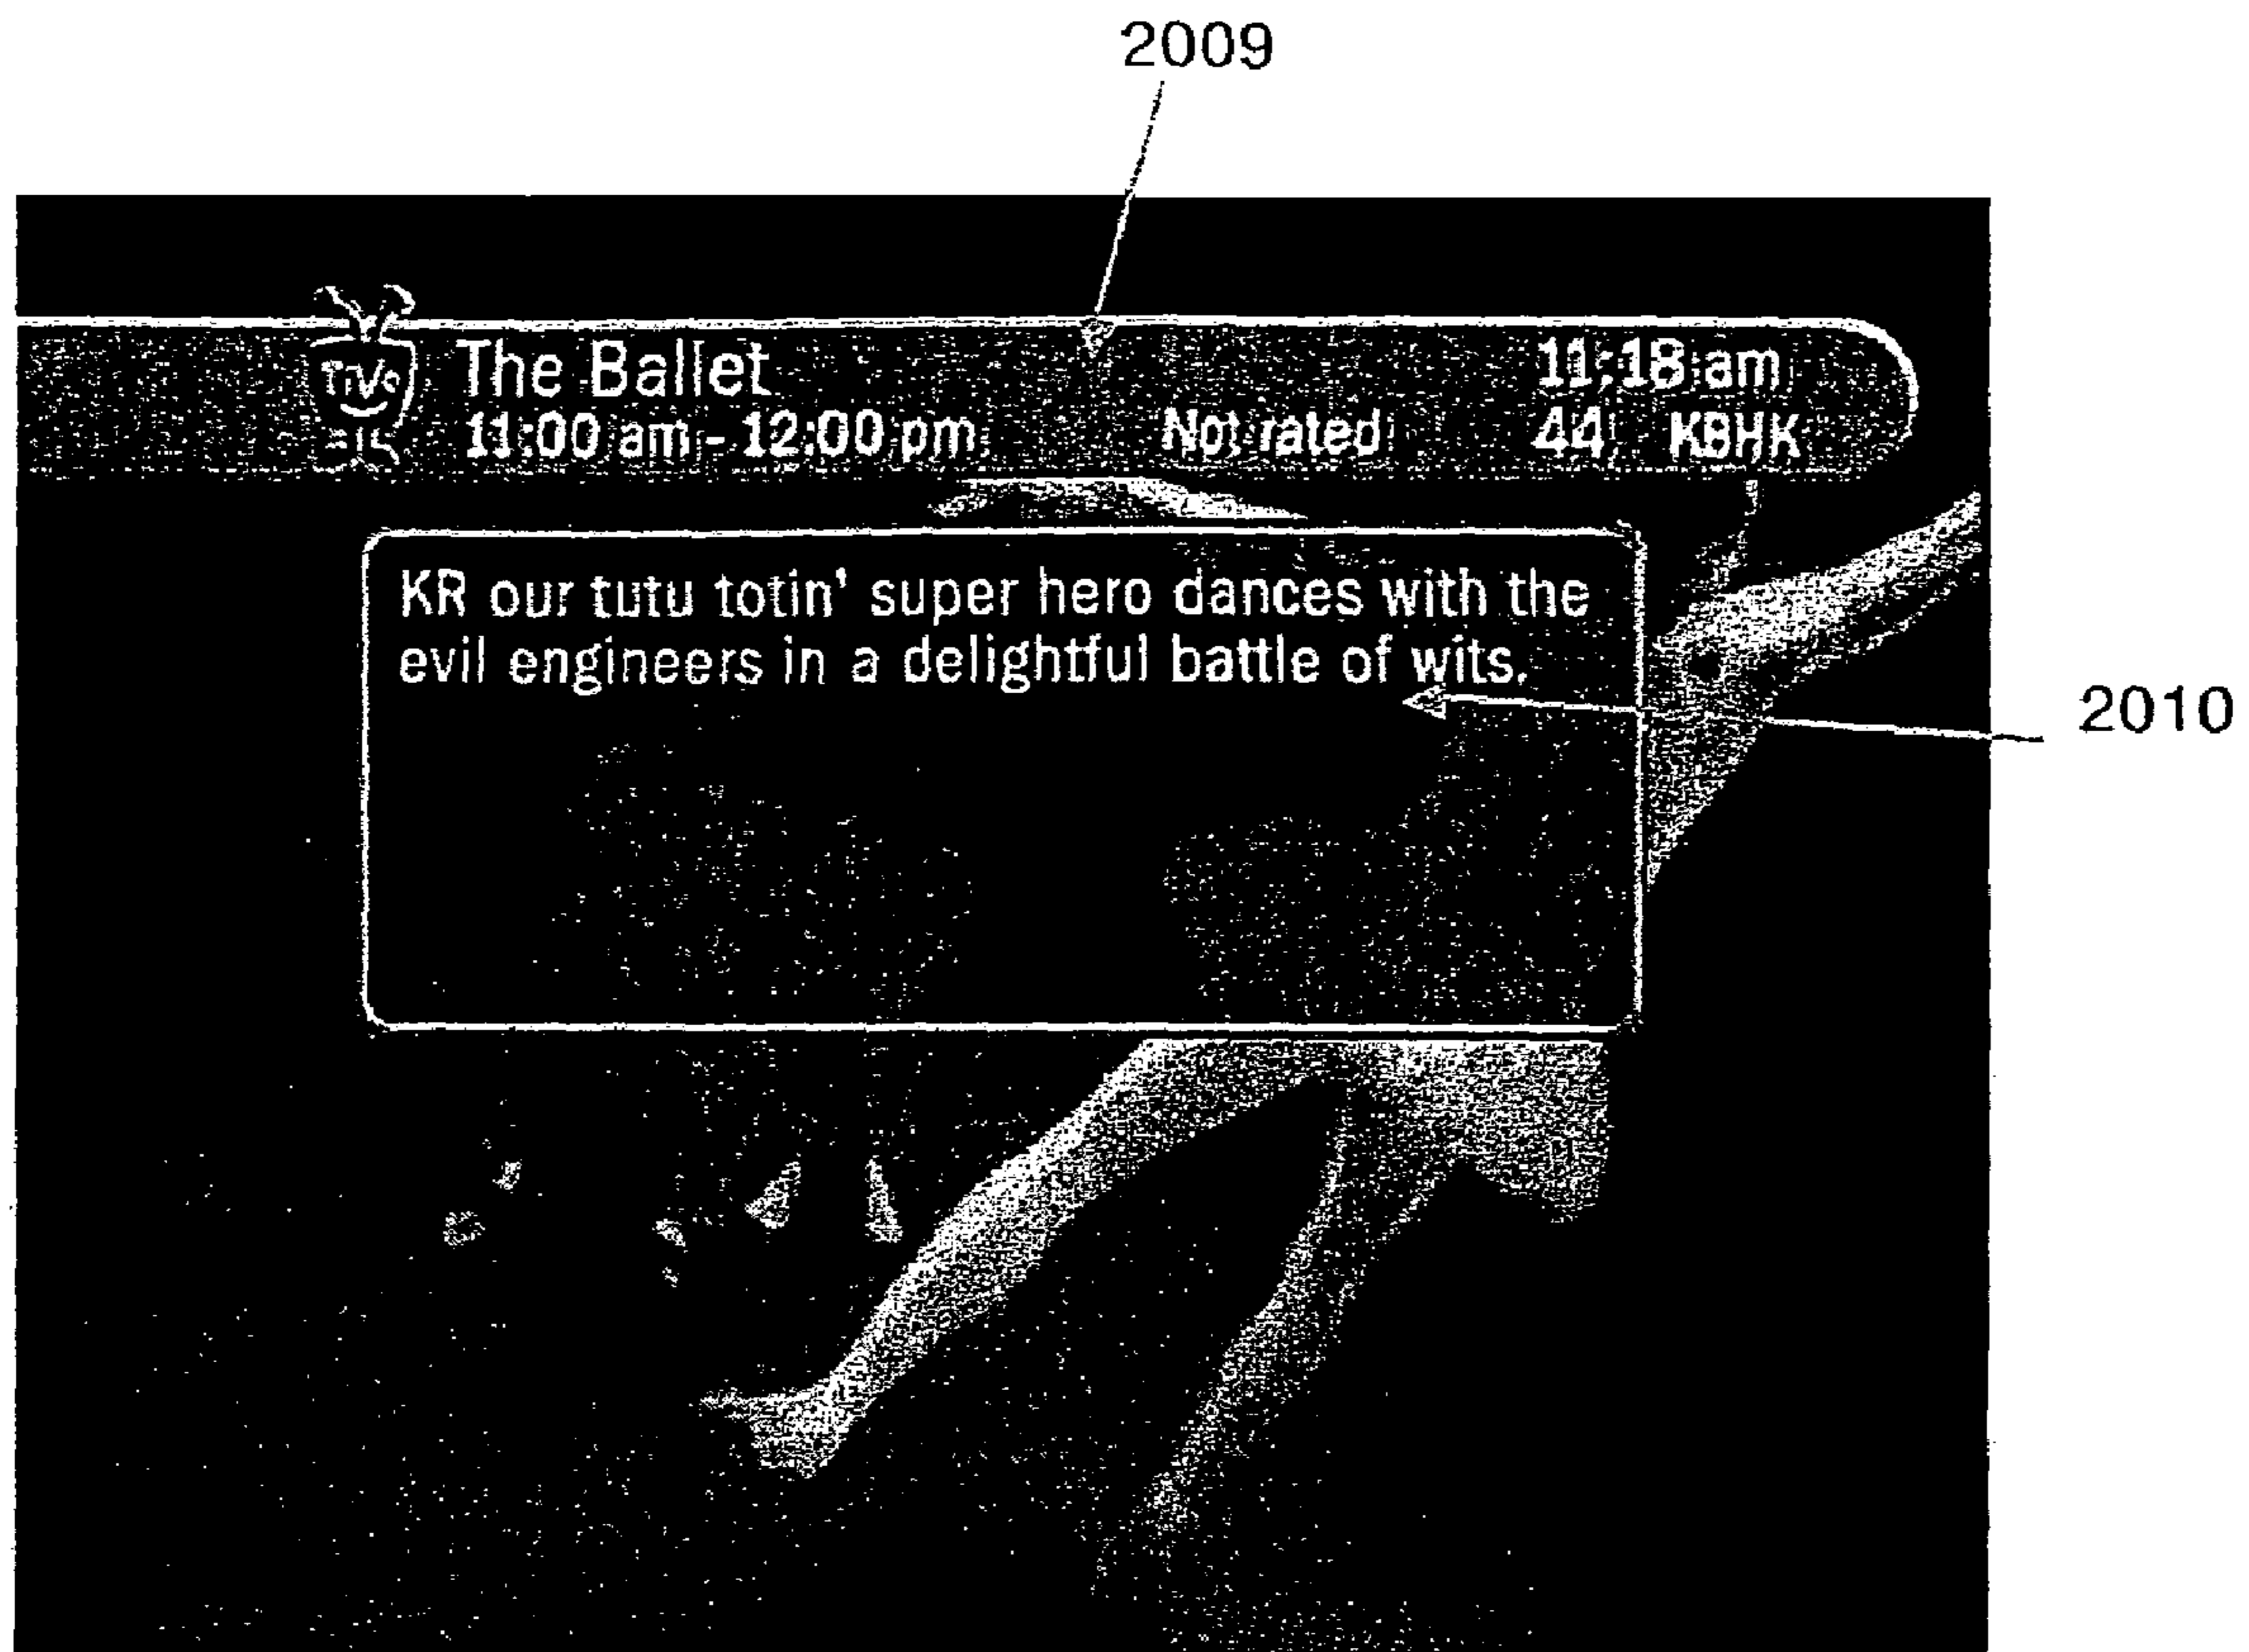 2009
TiVo
The Ballet
11:18 am
11:00 am - 12:00 pm
Not rated
44 KBHK
KR our tutu totin' super hero dances with the
evil engineers in a delightful battle of wits.
2010